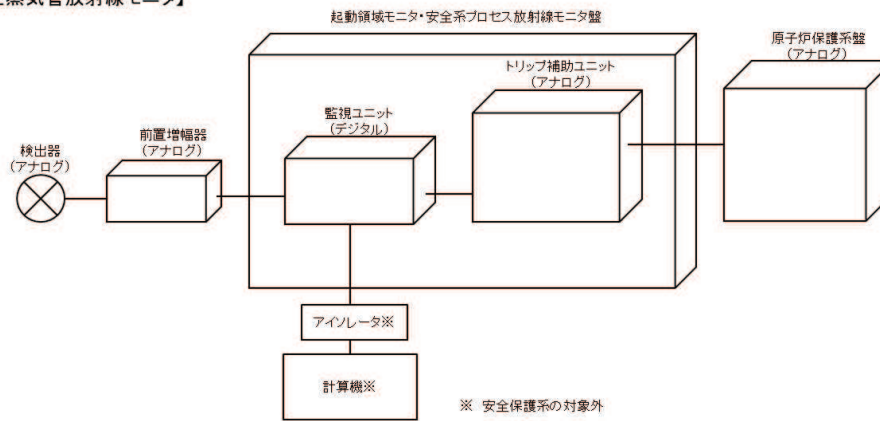 蒸気管放射線モニタ】
起動領域モニタ・安全系プロセス放射線モニタ盤
原子炉保護系盤
(アナログ)
トリップ補助ユニット
(アナログ)
監視ユニット
(デジタル)
前置増幅器
(アナログ)
検出器
(アナログ)
アイソレータ※
計算機※
※ 安全保護系の対象外